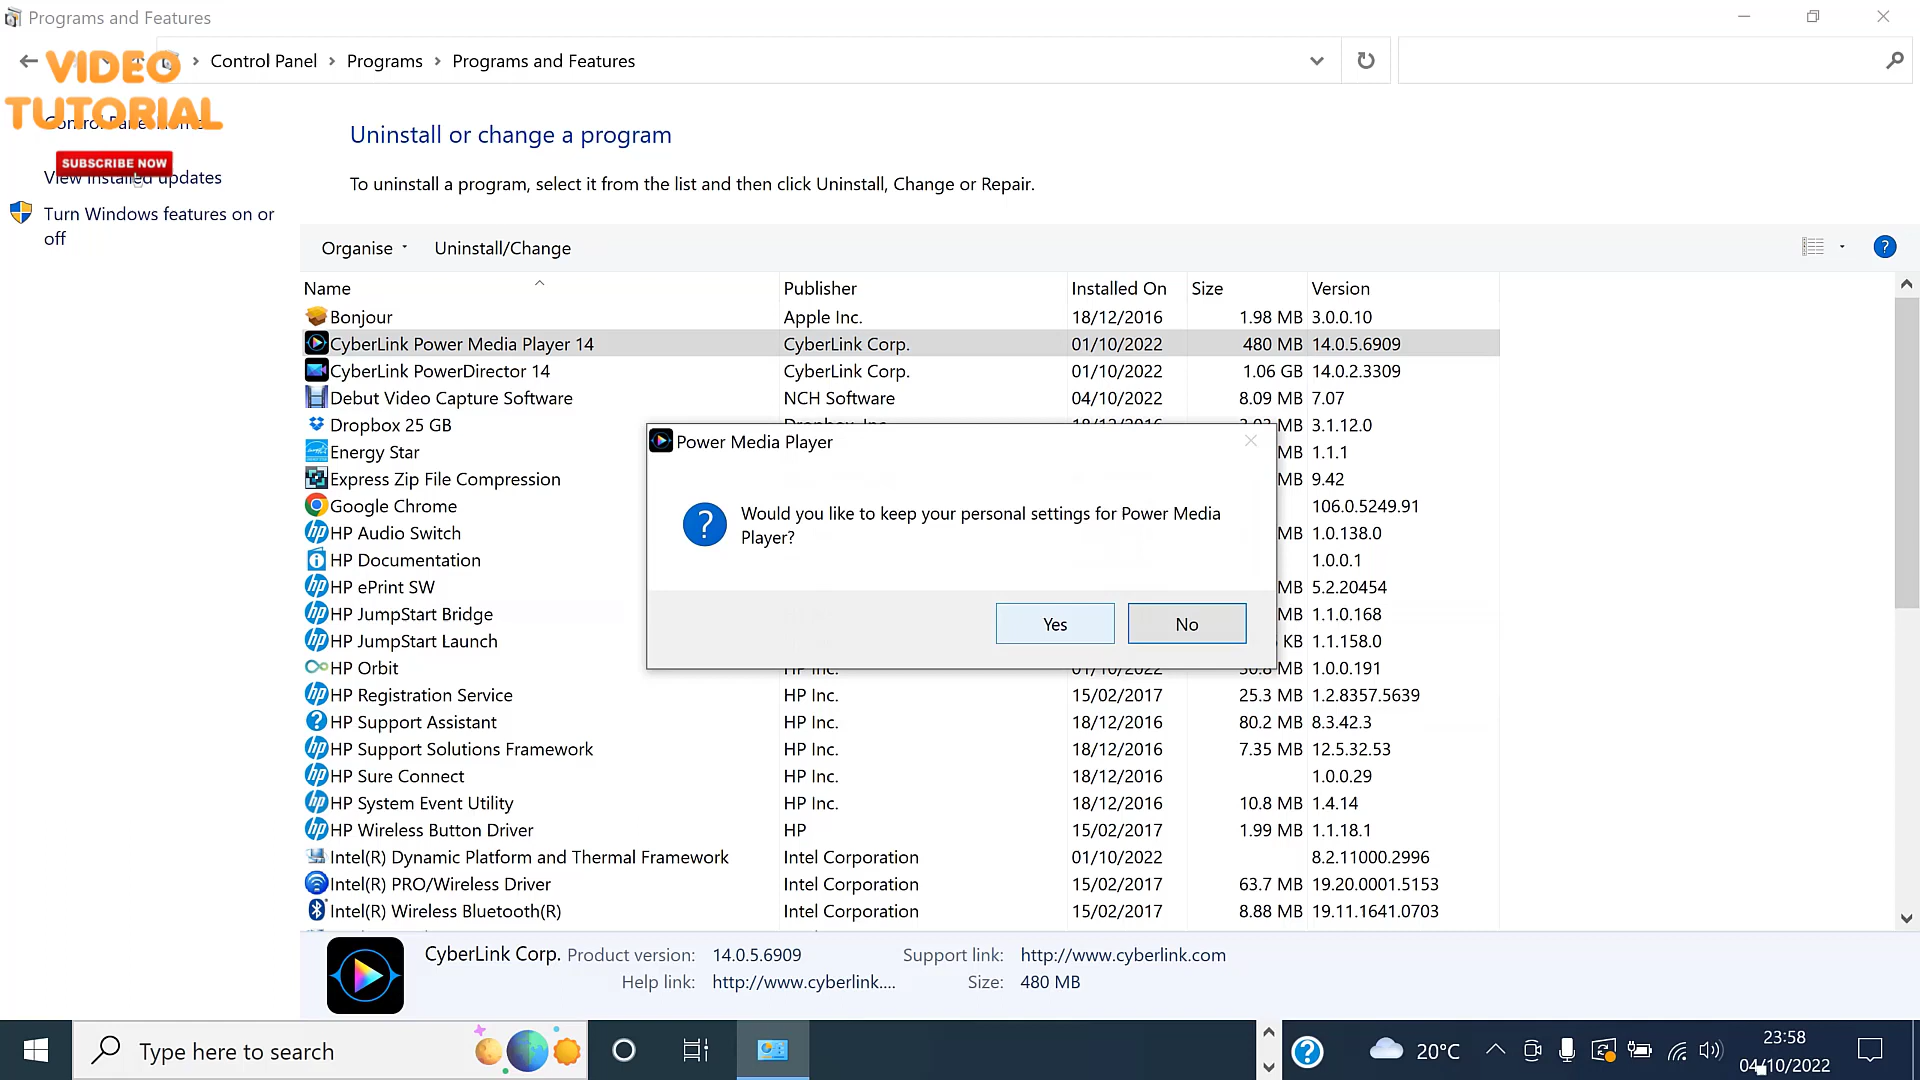 Programs and Features
Control Panel
Programs
Programs and Features
VIDEO
TUTORIAL
SUBSCRIBE NOW
View installed updates
Turn Windows features on or
off
Uninstall or change a program
To uninstall a program, select it from the list and then click Uninstall, Change or Repair.
Organise
Uninstall/Change
Name Publisher Installed On Size Version
Bonjour Apple Inc. 18/12/2016 1.98 MB 3.0.0.10
CyberLink Power Media Player 14 CyberLink Corp. 01/10/2022 480 MB 14.0.5.6909
CyberLink PowerDirector 14 CyberLink Corp. 01/10/2022 1.06 GB 14.0.2.3309
Debut Video Capture Software NCH Software 04/10/2022 8.09 MB 7.07
Dropbox 25 GB MB 3.1.12.0
Energy Star MB 1.1.1
Express Zip File Compression MB 9.42
Google Chrome 106.0.5249.91
HP Audio Switch MB 1.0.138.0
HP Documentation 1.0.0.1
HP ePrint SW MB 5.2.20454
HP JumpStart Bridge MB 1.1.0.168
HP JumpStart Launch KB 1.1.158.0
HP Orbit HP Inc. 01/10/2022 MB 1.0.0.191
HP Registration Service HP Inc. 15/02/2017 25.3 MB 1.2.8357.5639
HP Support Assistant HP Inc. 18/12/2016 80.2 MB 8.3.42.3
HP Support Solutions Framework HP Inc. 18/12/2016 7.35 MB 12.5.32.53
HP Sure Connect HP Inc. 18/12/2016 1.0.0.29
HP System Event Utility HP Inc. 18/12/2016 10.8 MB 1.4.14
HP Wireless Button Driver HP 15/02/2017 1.99 MB 1.1.18.1
Intel(R) Dynamic Platform and Thermal Framework Intel Corporation 01/10/2022 8.2.11000.2996
Intel(R) PRO/Wireless Driver Intel Corporation 15/02/2017 63.7 MB 19.20.0001.5153
Intel(R) Wireless Bluetooth(R) Intel Corporation 15/02/2017 8.88 MB 19.11.1641.0703
Power Media Player
Would you like to keep your personal settings for Power Media
Player?
Yes
No
CyberLink Corp. Product version: 14.0.5.6909 Support link: http://www.cyberlink.com
Help link: http://www.cyberlink.... Size: 480 MB
Type here to search
20°C
23:58
04/10/2022